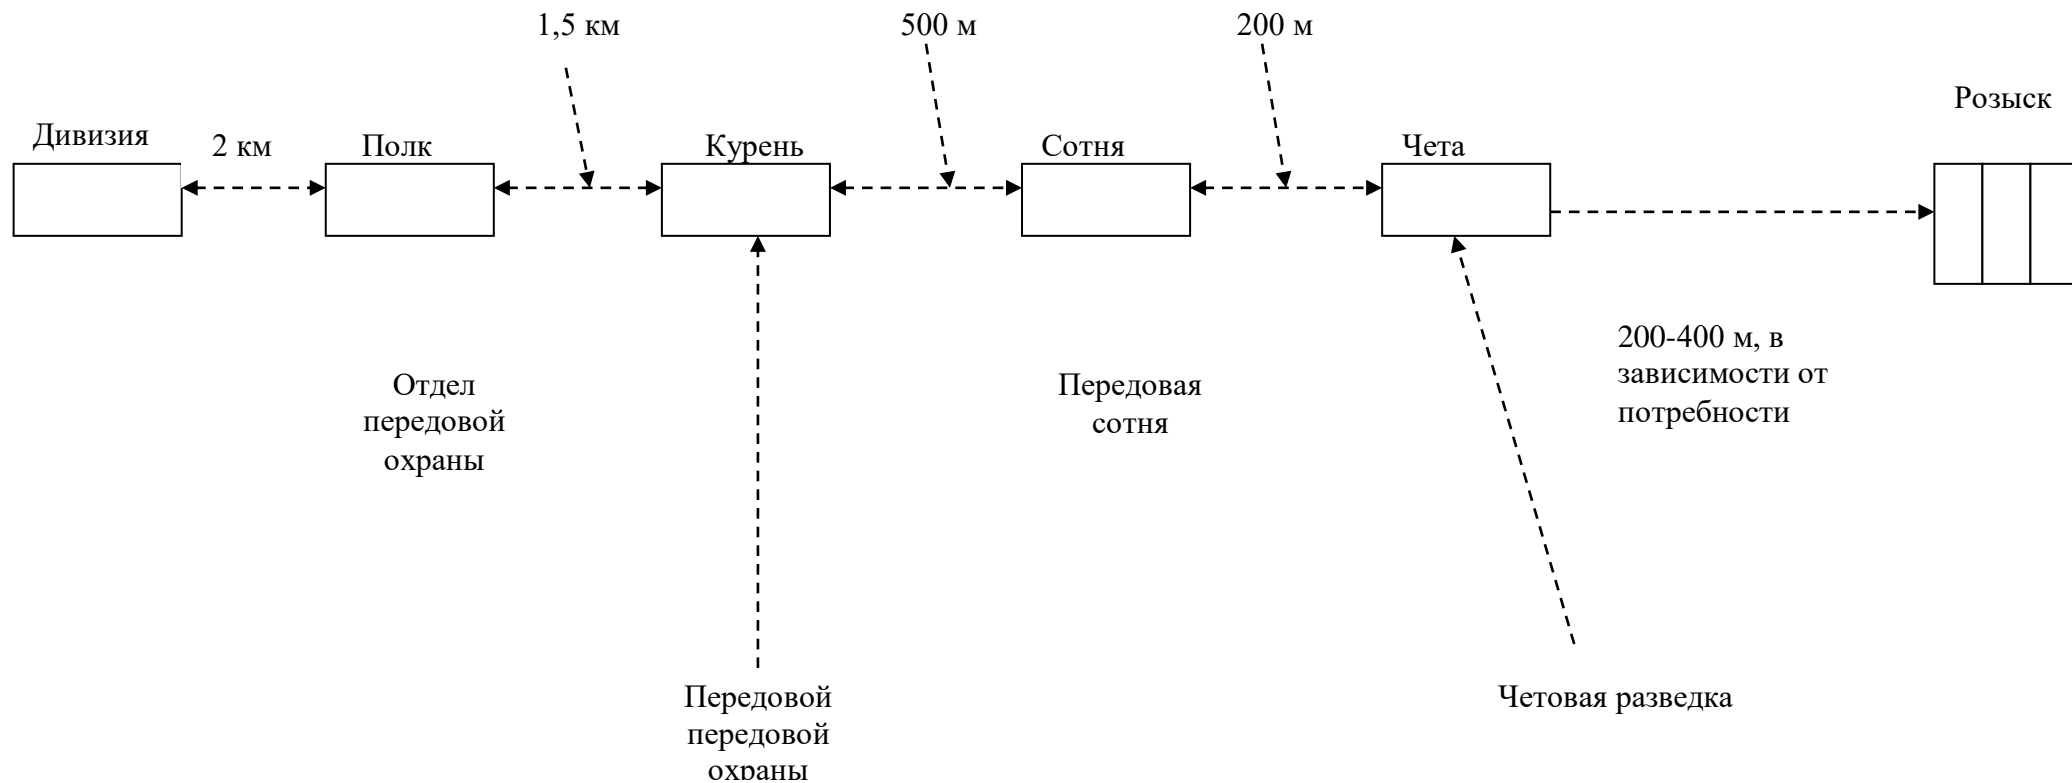 1,5 км
500 м
200 м
Розыск
Дивизия
2 км
Полк
Курень
Сотня
Чета
200-400 м, в
зависимости от
потребности
Отдел
передовой
охраны
Передовая
сотня
Передовой
передовой
охраны
Четовая разведка